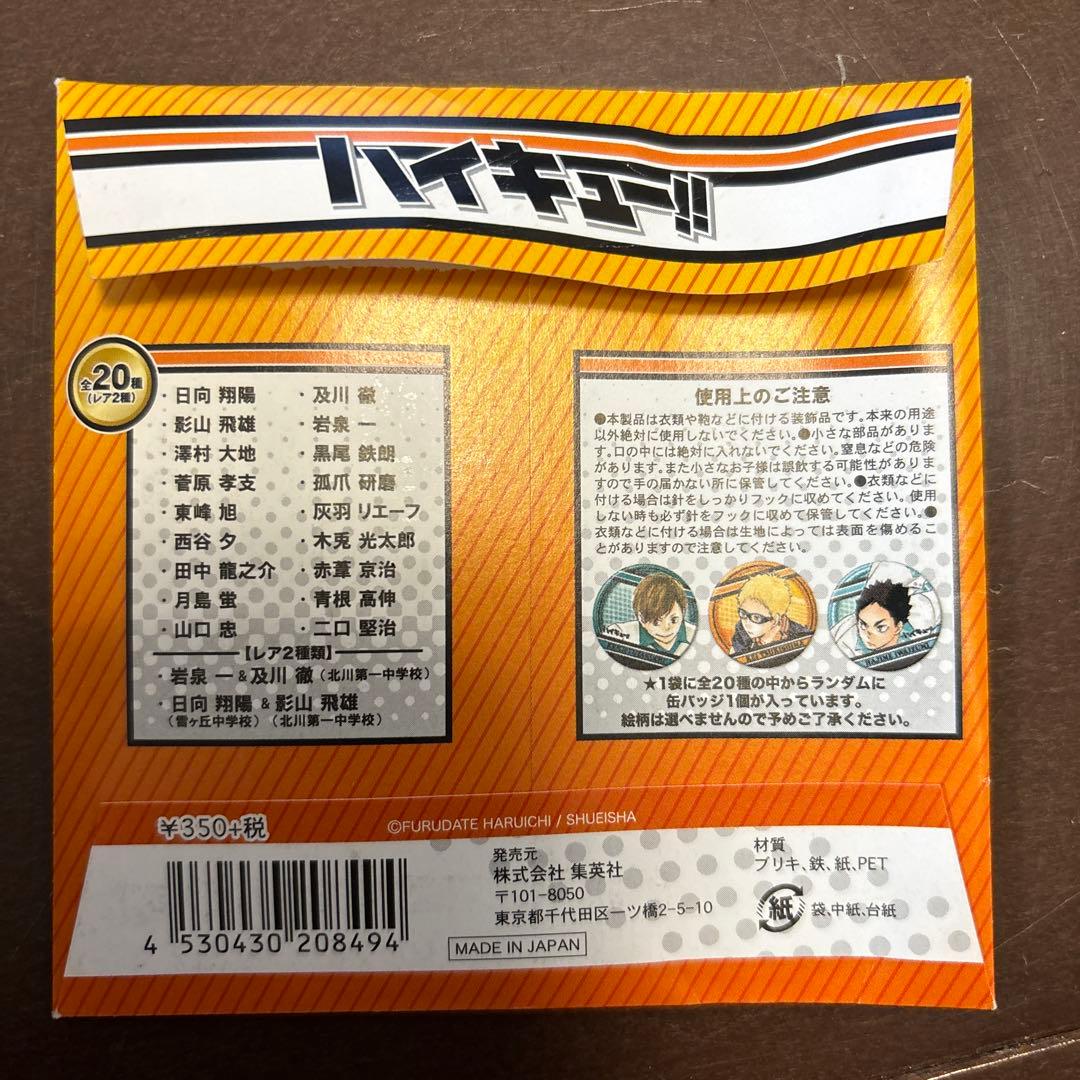 ハイキュー!!
全20種
(レア2種)
・日向 翔陽
・影山 飛雄
・澤村 大地
・菅原 孝支
・東峰 旭
・西谷 夕
・田中 龍之介
・月島 蛍
・山口 忠
・及川 徹
・岩泉 一
・黒尾 鉄朗
・孤爪 研磨
・灰羽 リエーフ
・木兎 光太郎
・赤葦 京治
・青根 高伸
・二口 堅治
【レア2種類】
・岩泉 一&及川 徹(北川第一中学校)
・日向 翔陽 & 影山 飛雄
(雪ヶ丘中学校)(北川第一中学校)
使用上のご注意
●本製品は衣類や鞄などに付ける装飾品です。本来の用途
以外絶対に使用しないでください。●小さな部品がありま
す。口の中には絶対に入れないでください。窒息などの危険
があります。また小さなお子様は誤飲する可能性があります
すので手の届かない所に保管してください。●衣類などに
付ける場合は針をしっかりフックに収めてください。使用
しない時も必ず針をフックに収めて保管してください。●
衣類などに付ける場合は生地によっては表面を傷めるこ
とがありますので注意してください。
ハイキュー!!
KEI TSUKISHIMA
ハイキュー!!
HAJIME IWAIZUMI
★1袋に全20種の中からランダムに
缶バッジ1個が入っています。
絵柄は選べませんので予めご了承ください。
¥350+税
©FURUDATE HARUICHI / SHUEISHA
4 530430 208494
発売元
株式会社 集英社
〒101-8050
東京都千代田区一ツ橋2-5-10
MADE IN JAPAN
材質
ブリキ、鉄、紙、PET
紙
袋、中紙、台紙